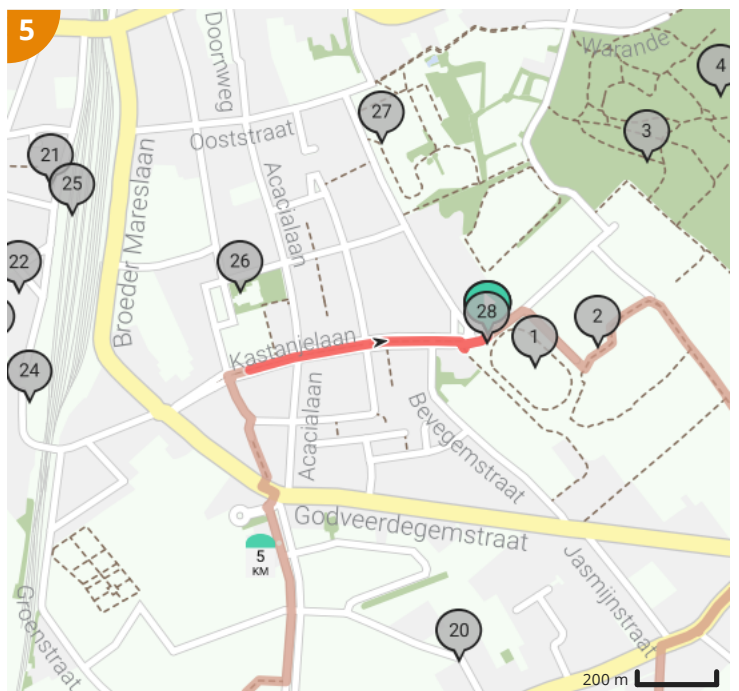 5
Doornweg
Warande
4
27
3
Ooststraat
21
25
Acacialaan
Broeder Mareslaan
22
26
28
2
1
Kastanjelaan
24
Acacialaan
Bevegemstraat
Godveerdegemstraat
5
KM
Jasmijnstraat
Groenstraat
20
200 m